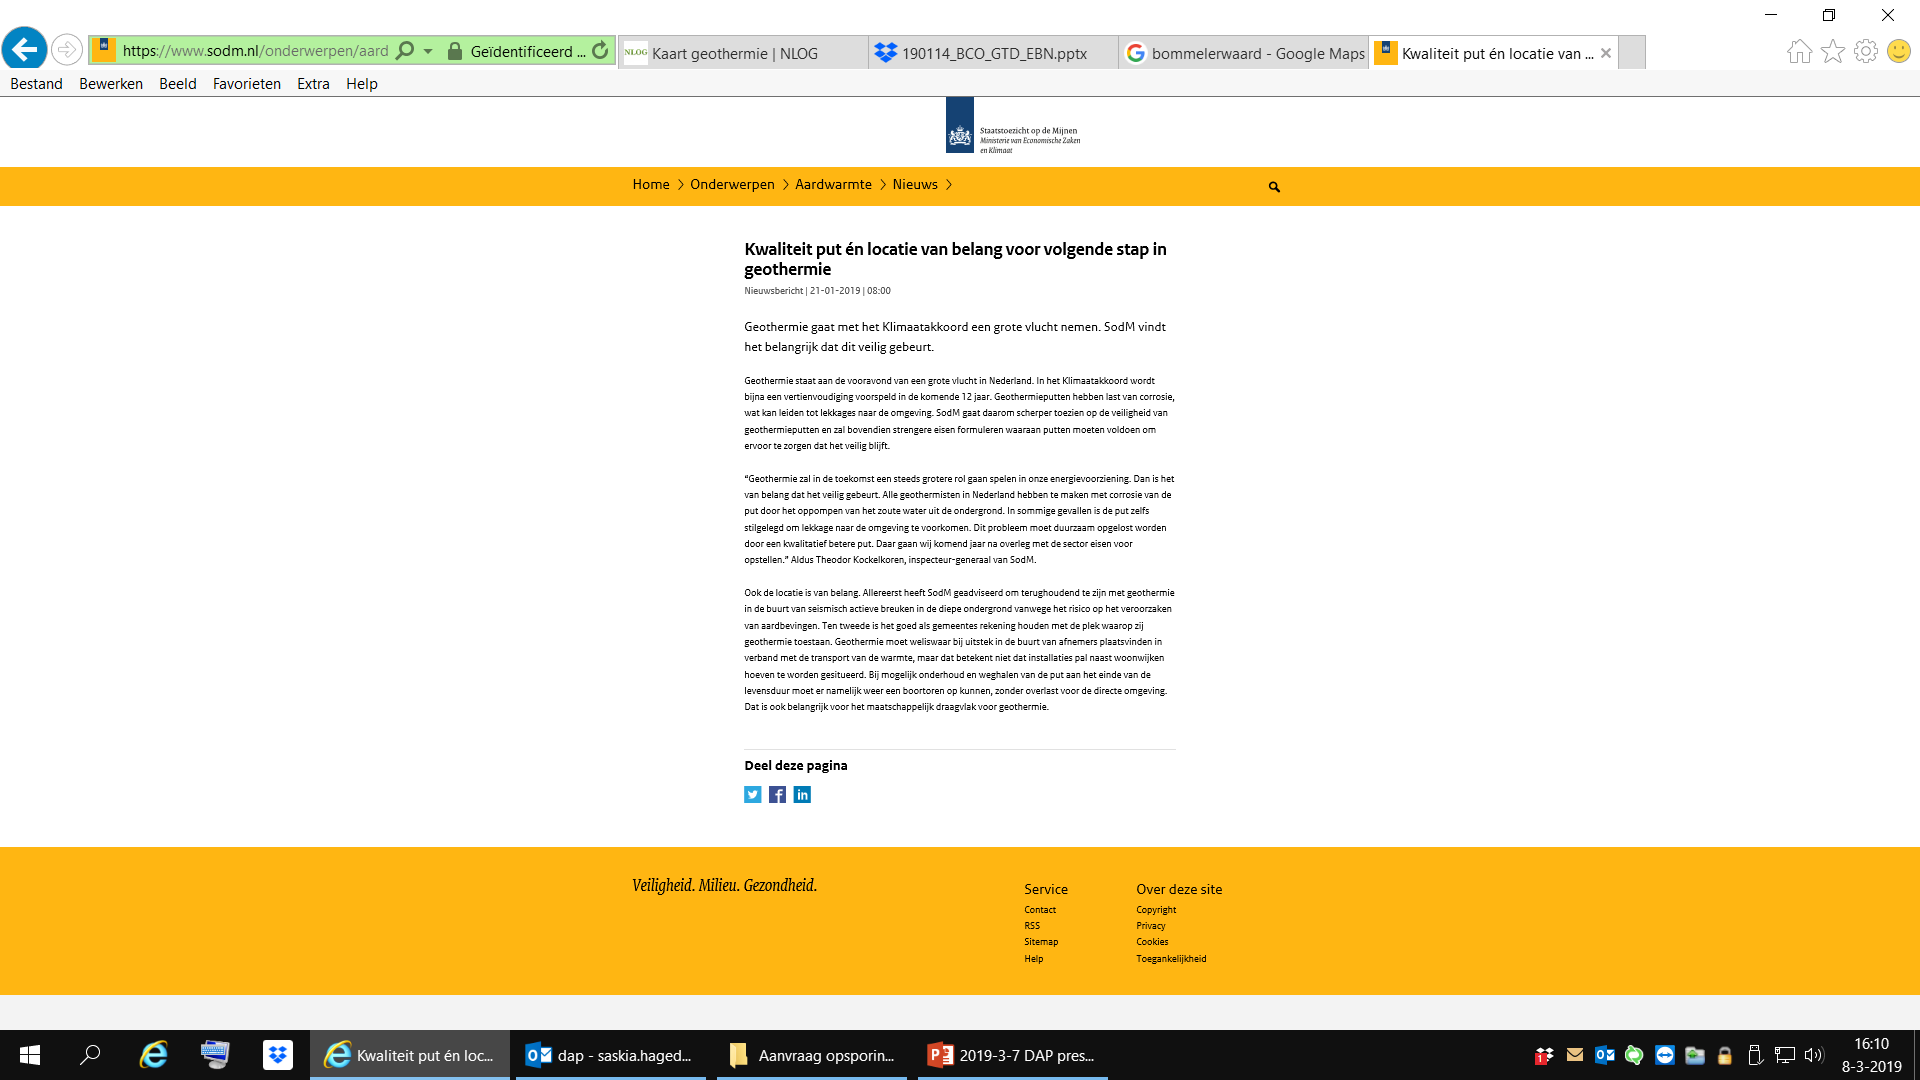 https://www.sodm.nl/onderwerpen/aard
Geïdentificeerd ...
NLOG Kaart geothermie | NLOG
190114_BCO_GTD_EBN.pptx
bommelerwaard - Google Maps
Kwaliteit put én locatie van ...
Bestand Bewerken Beeld Favorieten Extra Help
Staatstoezicht op de Mijnen
Ministerie van Economische Zaken
en Klimaat
Home > Onderwerpen > Aardwarmte > Nieuws >
Kwaliteit put én locatie van belang voor volgende stap in
geothermie
Nieuwsbericht | 21-01-2019 | 08:00
Geothermie gaat met het Klimaatakkoord een grote vlucht nemen. SodM vindt
het belangrijk dat dit veilig gebeurt.
Geothermie staat aan de vooravond van een grote vlucht in Nederland. In het Klimaatakkoord wordt
bijna een vertienvoudiging voorspeld in de komende 12 jaar. Geothermieputten hebben last van corrosie,
wat kan leiden tot lekkages naar de omgeving. SodM gaat daarom scherper toezien op de veiligheid van
geothermieputten en zal bovendien strengere eisen formuleren waaraan putten moeten voldoen om
ervoor te zorgen dat het veilig blijft.
“Geothermie zal in de toekomst een steeds grotere rol gaan spelen in onze energievoorziening. Dan is het
van belang dat het veilig gebeurt. Alle geothermisten in Nederland hebben te maken met corrosie van de
put door het oppompen van het zoute water uit de ondergrond. In sommige gevallen is de put zelfs
stilgelegd om lekkage naar de omgeving te voorkomen. Dit probleem moet duurzaam opgelost worden
door een kwalitatief betere put. Daar gaan wij komend jaar na overleg met de sector eisen voor
opstellen.” Aldus Theodor Kockelkoren, inspecteur-generaal van SodM.
Ook de locatie is van belang. Allereerst heeft SodM geadviseerd om terughoudend te zijn met geothermie
in de buurt van seismisch actieve breuken in de diepe ondergrond vanwege het risico op het veroorzaken
van aardbevingen. Ten tweede is het goed als gemeentes rekening houden met de plek waarop zij
geothermie toestaan. Geothermie moet weliswaar bij uitstek in de buurt van afnemers plaatsvinden in
verband met de transport van de warmte, maar dat betekent niet dat installaties pal naast woonwijken
hoeven te worden gesitueerd. Bij mogelijk onderhoud en weghalen van de put aan het einde van de
levensduur moet er namelijk weer een boortoren op kunnen, zonder overlast voor de directe omgeving.
Dat is ook belangrijk voor het maatschappelijk draagvlak voor geothermie.
Deel deze pagina
Veiligheid. Milieu. Gezondheid.
Service
Contact
RSS
Sitemap
Help
Over deze site
Copyright
Privacy
Cookies
Toegankelijkheid
Kwaliteit put én loc...
dap - saskia.haged...
Aanvraag opsporin...
2019-3-7 DAP pres...
16:10
8-3-2019